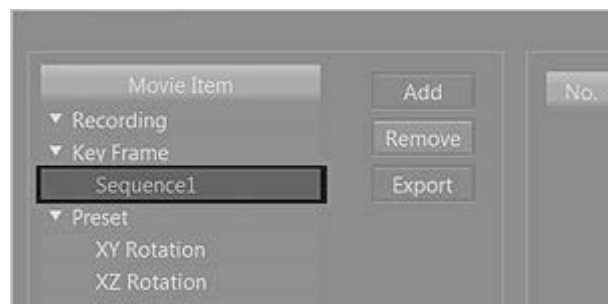 Movie Item
Recording
Key Frame
Sequence1
Preset
XY Rotation
XZ Rotation
Add
Remove
Export
No.